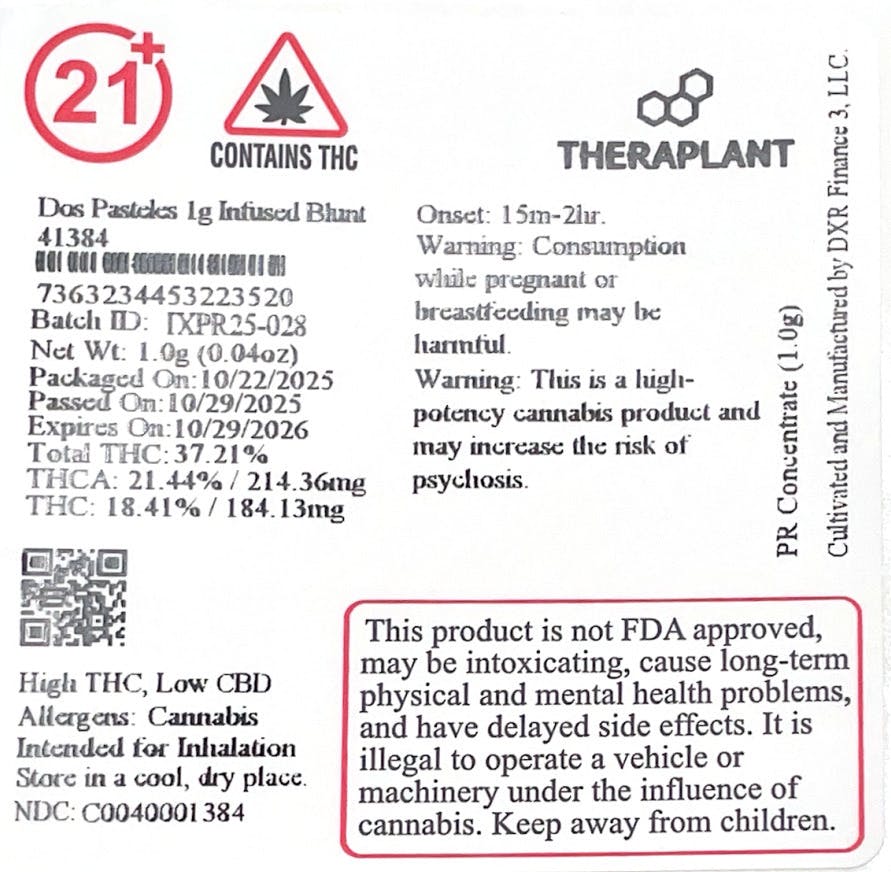 21+
CONTAINS THC
THERAPLANT
Dos Pasteles 1g Infused Blunt
41384
7363234453223520
Batch ID: IXPR25-028
Net Wt: 1.0g (0.04oz)
Packaged On:10/22/2025
Passed On:10/29/2025
Expires On:10/29/2026
Total THC:37.21%
THCA: 21.44% / 214.36mg
THC: 18.41% / 184.13mg
High THC, Low CBD
Allergens: Cannabis
Intended for Inhalation
Store in a cool, dry place.
NDC: C0040001384
Onset: 15m-2hr.
Warning: Consumption
while pregnant or
breastfeeding may be
harmful.
Warning: This is a high-
potency cannabis product and
may increase the risk of
psychosis.
PR Concentrate (1.0g)
Cultivated and Manufactured by DXR Finance 3, LLC.
This product is not FDA approved,
may be intoxicating, cause long-term
physical and mental health problems,
and have delayed side effects. It is
illegal to operate a vehicle or
machinery under the influence of
cannabis. Keep away from children.